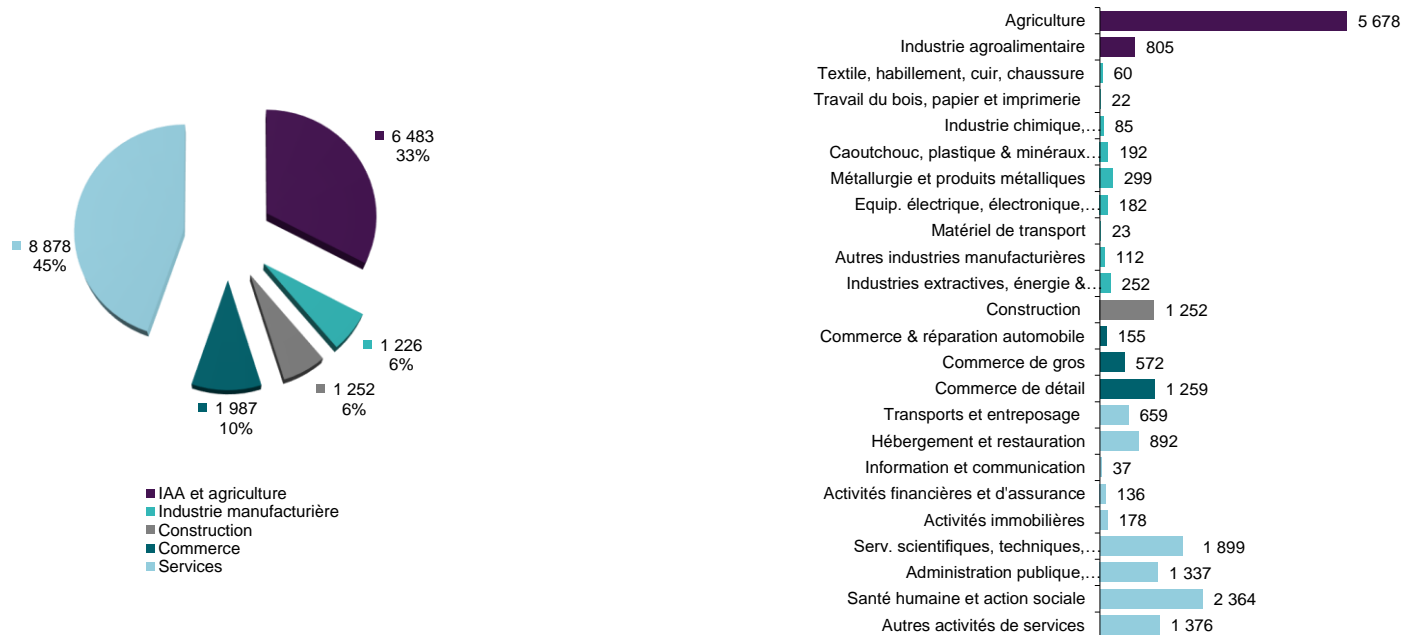 6 483
33%
1 226
6%
1 252
6%
1 987
10%
8 878
45%
IAA et agriculture
Industrie manufacturière
Construction
Commerce
Services
Agriculture 5 678
Industrie agroalimentaire 805
Textile, habillement, cuir, chaussure 60
Travail du bois, papier et imprimerie 22
Industrie chimique,… 85
Caoutchouc, plastique & minéraux… 192
Métallurgie et produits métalliques 299
Equip. électrique, électronique,… 182
Matériel de transport 23
Autres industries manufacturières 112
Industries extractives, énergie &… 252
Construction 1 252
Commerce & réparation automobile 155
Commerce de gros 572
Commerce de détail 1 259
Transports et entreposage 659
Hébergement et restauration 892
Information et communication 37
Activités financières et d'assurance 136
Activités immobilières 178
Serv. scientifiques, techniques,… 1 899
Administration publique,… 1 337
Santé humaine et action sociale 2 364
Autres activités de services 1 376